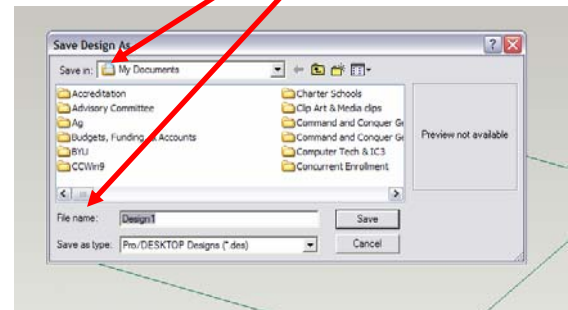 Save Design As
Save in: My Documents
Accreditation
Charter Schools
Advisory Committee
Clip Art & Media clips
Ag
Command and Conquer Ge
Budgets, Funding, & Accounts
Command and Conquer Ge
BYU
Computer Tech & IC3
CCWin9
Concurrent Enrolment
Preview not available
File name: Design1
Save
Save as type: Pro/DESKTOP Designs (*.des)
Cancel